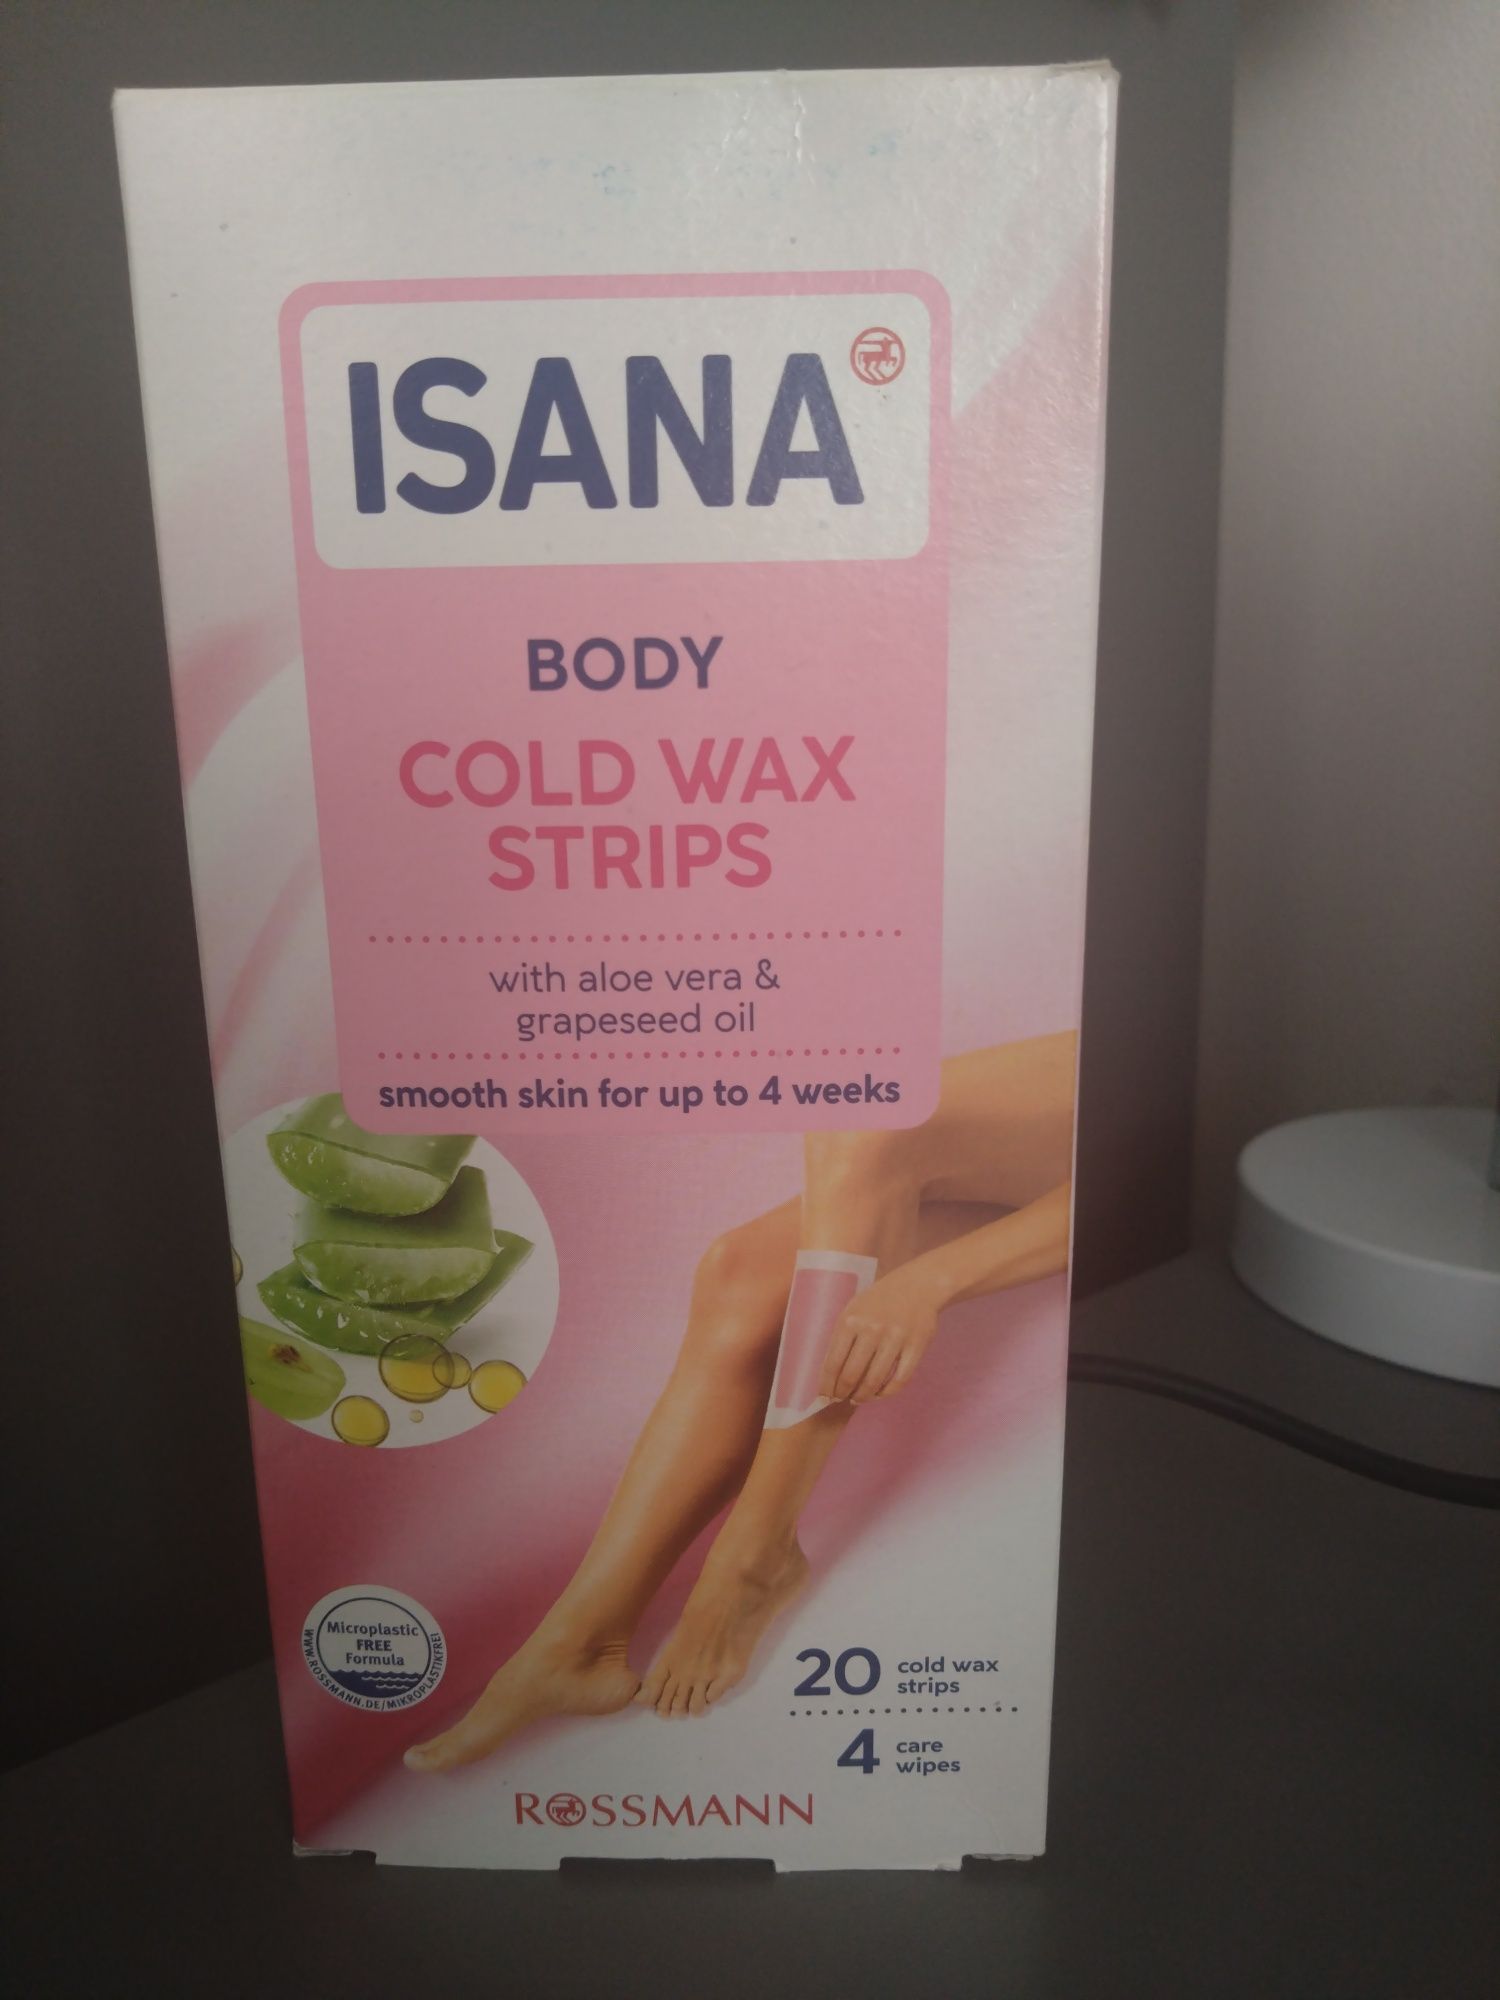 ISANA
BODY
COLD WAX
STRIPS
with aloe vera &
grapeseed oil
smooth skin for up to 4 weeks
Microplastic
FREE
Formula
WWW.ROSSMANN.DE/MIKROPLASTIKFREI
20 cold wax
strips
4 care
wipes
ROSSMANN